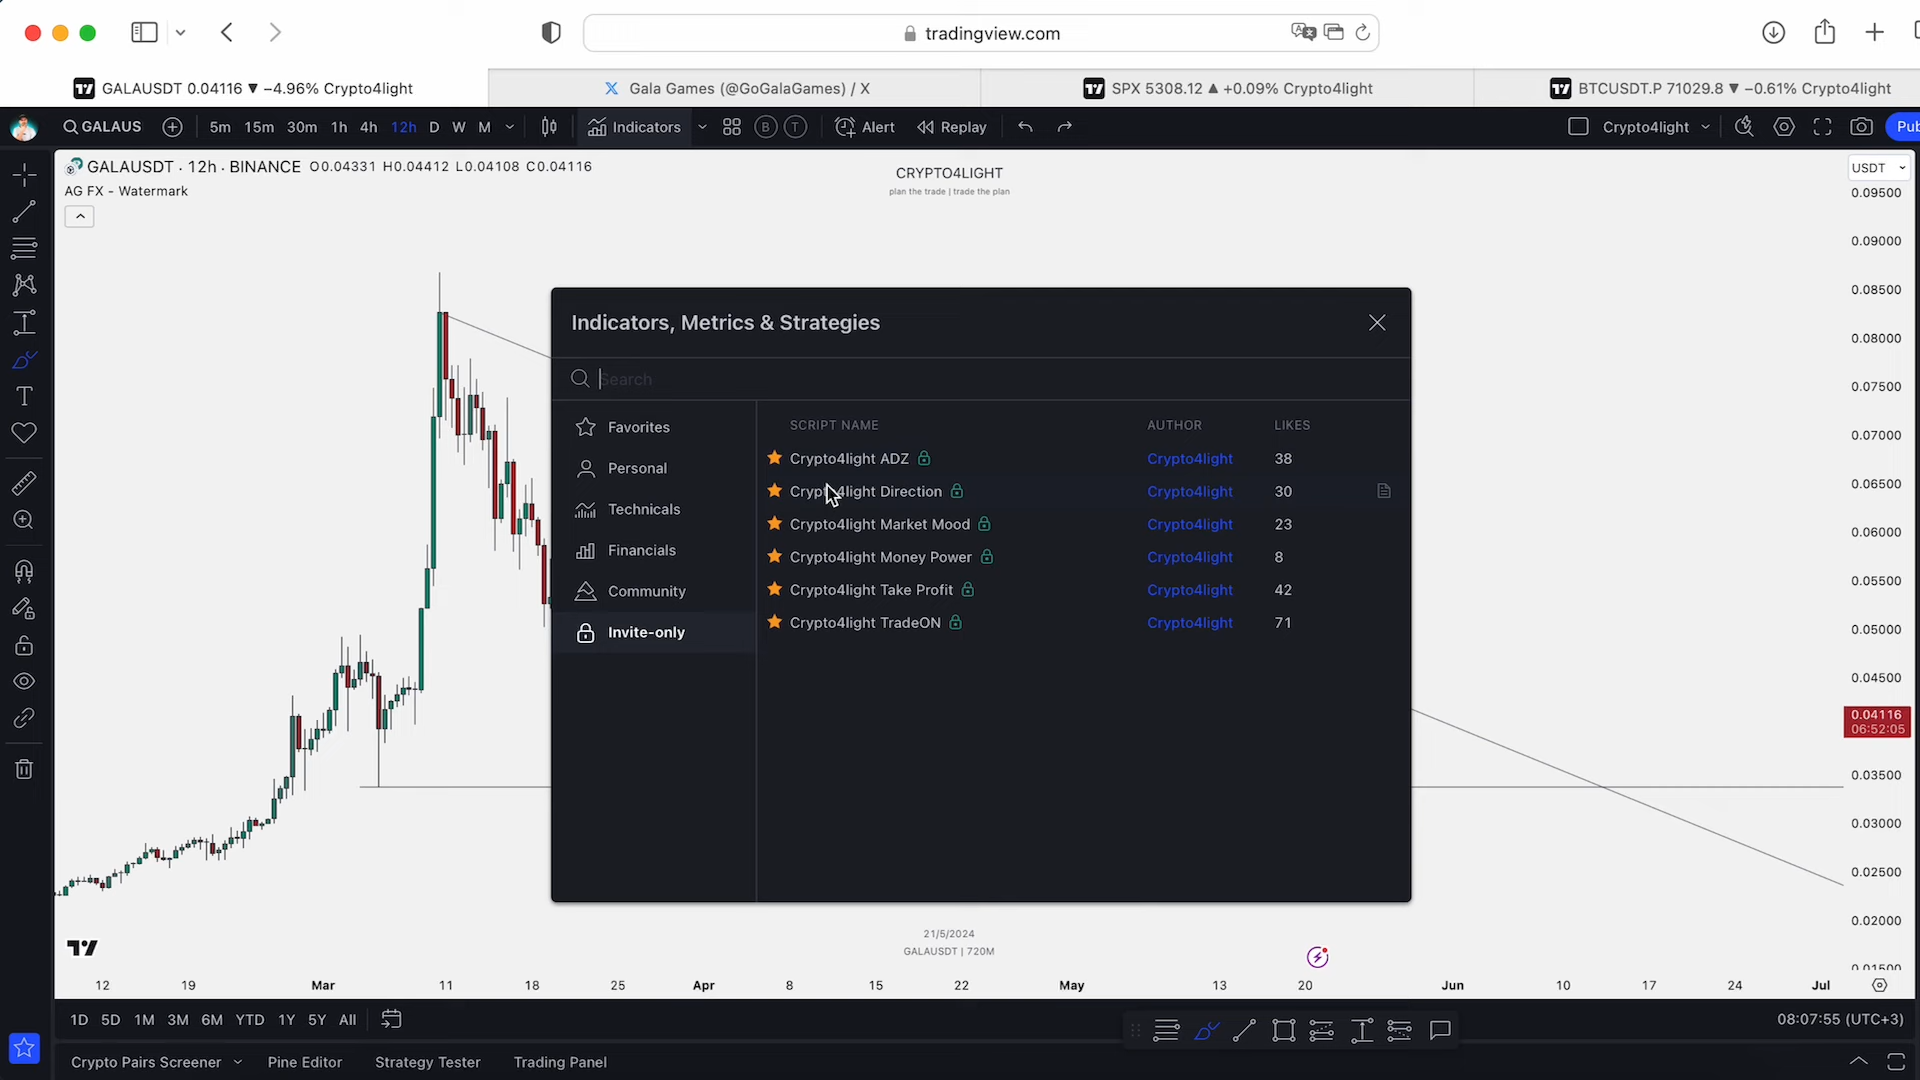 tradingview.com
GALAUSDT 0.04116 ▼ −4.96% Crypto4light
Gala Games (@GoGalaGames) / X
SPX 5308.12 ▲ +0.09% Crypto4light
BTCUSDT.P 71029.8 ▼ −0.61% Crypto4light
GALAUS 5m 15m 30m 1h 4h 12h D W M Indicators B T Alert Replay Crypto4light Pub
GALAUSDT · 12h · BINANCE O0.04331 H0.04412 L0.04108 C0.04116
AG FX - Watermark
CRYPTO4LIGHT
plan the trade | trade the plan
USDT
0.09500
0.09000
0.08500
0.08000
0.07500
0.07000
0.06500
0.06000
0.05500
0.05000
0.04500
0.04116
06:52:05
0.03500
0.03000
0.02500
0.02000
0.01500
Indicators, Metrics & Strategies
Search
Favorites
Personal
Technicals
Financials
Community
Invite-only
SCRIPT NAME AUTHOR LIKES
Crypto4light ADZ Crypto4light 38
Crypto4light Direction Crypto4light 30
Crypto4light Market Mood Crypto4light 23
Crypto4light Money Power Crypto4light 8
Crypto4light Take Profit Crypto4light 42
Crypto4light TradeON Crypto4light 71
21/5/2024
GALAUSDT | 720M
12 19 Mar 11 18 25 Apr 8 15 22 May 13 20 Jun 10 17 24 Jul
1D 5D 1M 3M 6M YTD 1Y 5Y All
08:07:55 (UTC+3)
Crypto Pairs Screener Pine Editor Strategy Tester Trading Panel